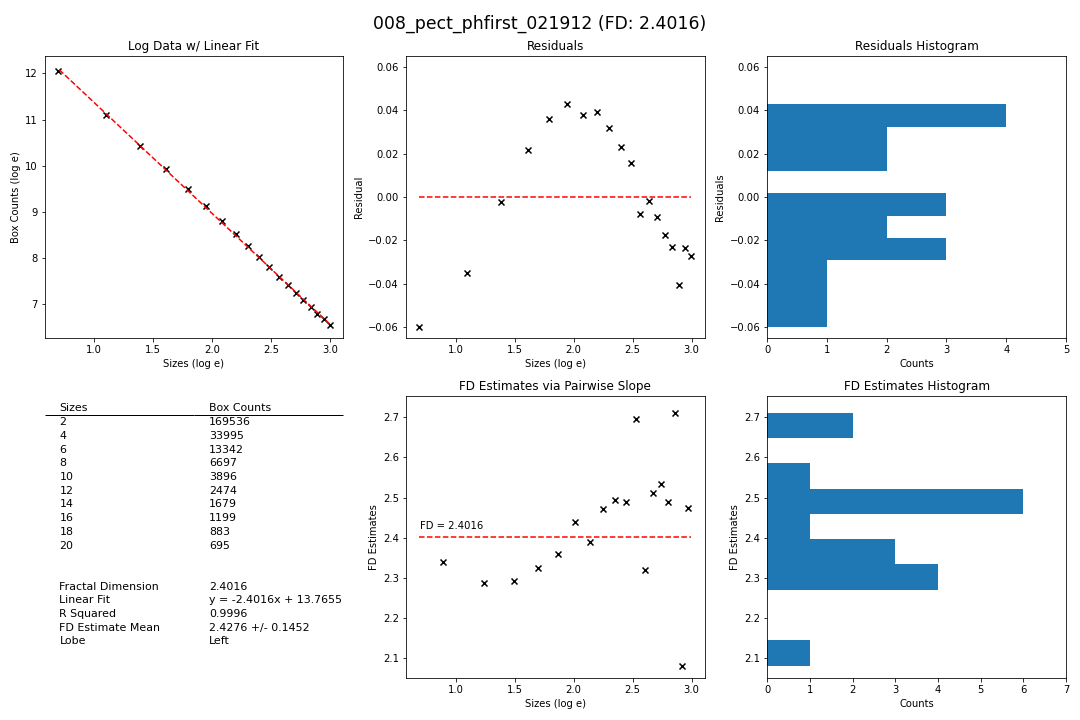 008_pect_phfirst_021912 (FD: 2.4016)
Log Data w/ Linear Fit
12
11
10
9
8
7
Box Counts (log e)
1.0 1.5 2.0 2.5 3.0
Sizes (log e)
Residuals
0.06
0.04
0.02
0.00
−0.02
−0.04
−0.06
Residual
1.0 1.5 2.0 2.5 3.0
Sizes (log e)
Residuals Histogram
0.06
0.04
0.02
0.00
−0.02
−0.04
−0.06
Residuals
0 1 2 3 4 5
Counts
Sizes Box Counts
2 169536
4 33995
6 13342
8 6697
10 3896
12 2474
14 1679
16 1199
18 883
20 695
Fractal Dimension 2.4016
Linear Fit y = -2.4016x + 13.7655
R Squared 0.9996
FD Estimate Mean 2.4276 +/- 0.1452
Lobe Left
FD Estimates via Pairwise Slope
2.7
2.6
2.5
2.4
2.3
2.2
2.1
FD Estimates
FD = 2.4016
1.0 1.5 2.0 2.5 3.0
Sizes (log e)
FD Estimates Histogram
2.7
2.6
2.5
2.4
2.3
2.2
2.1
FD Estimates
0 1 2 3 4 5 6 7
Counts